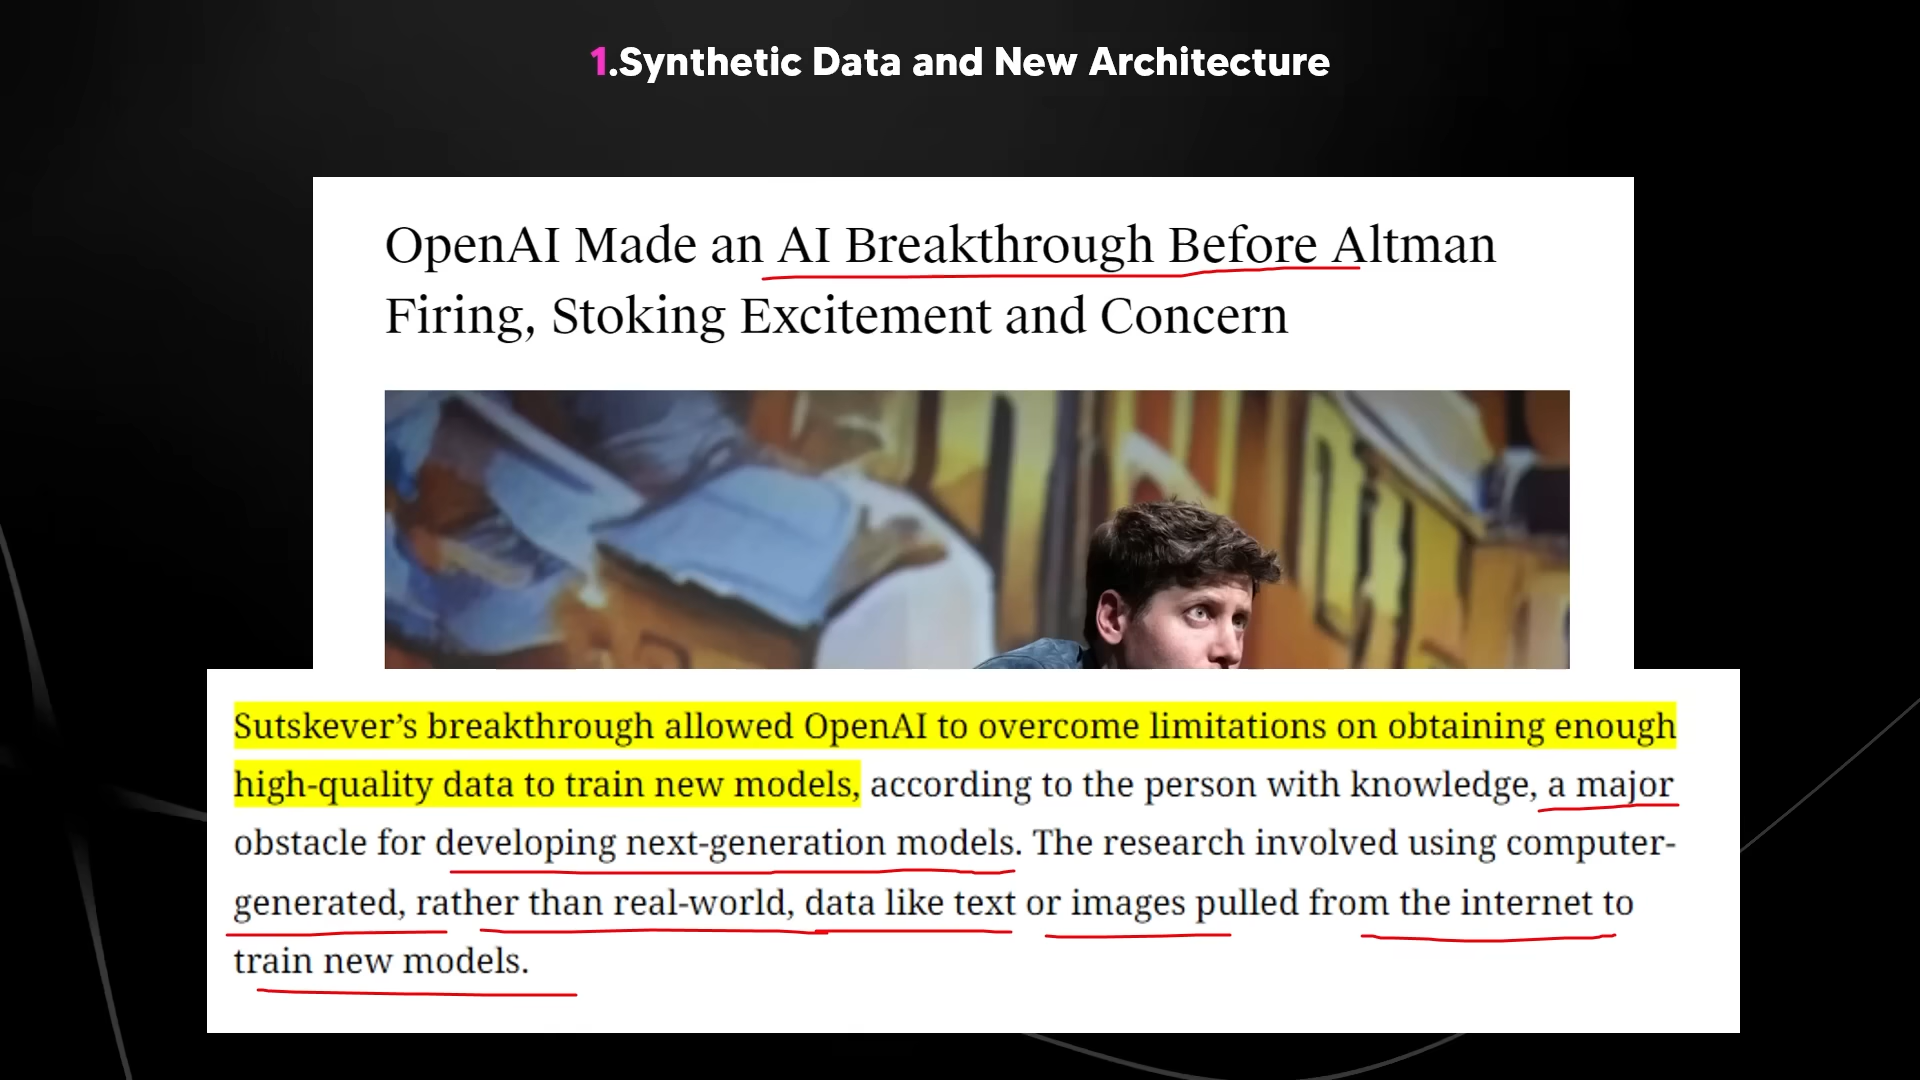 1.Synthetic Data and New Architecture
OpenAI Made an AI Breakthrough Before Altman
Firing, Stoking Excitement and Concern
Sutskever’s breakthrough allowed OpenAI to overcome limitations on obtaining enough
high-quality data to train new models, according to the person with knowledge, a major
obstacle for developing next-generation models. The research involved using computer-
generated, rather than real-world, data like text or images pulled from the internet to
train new models.